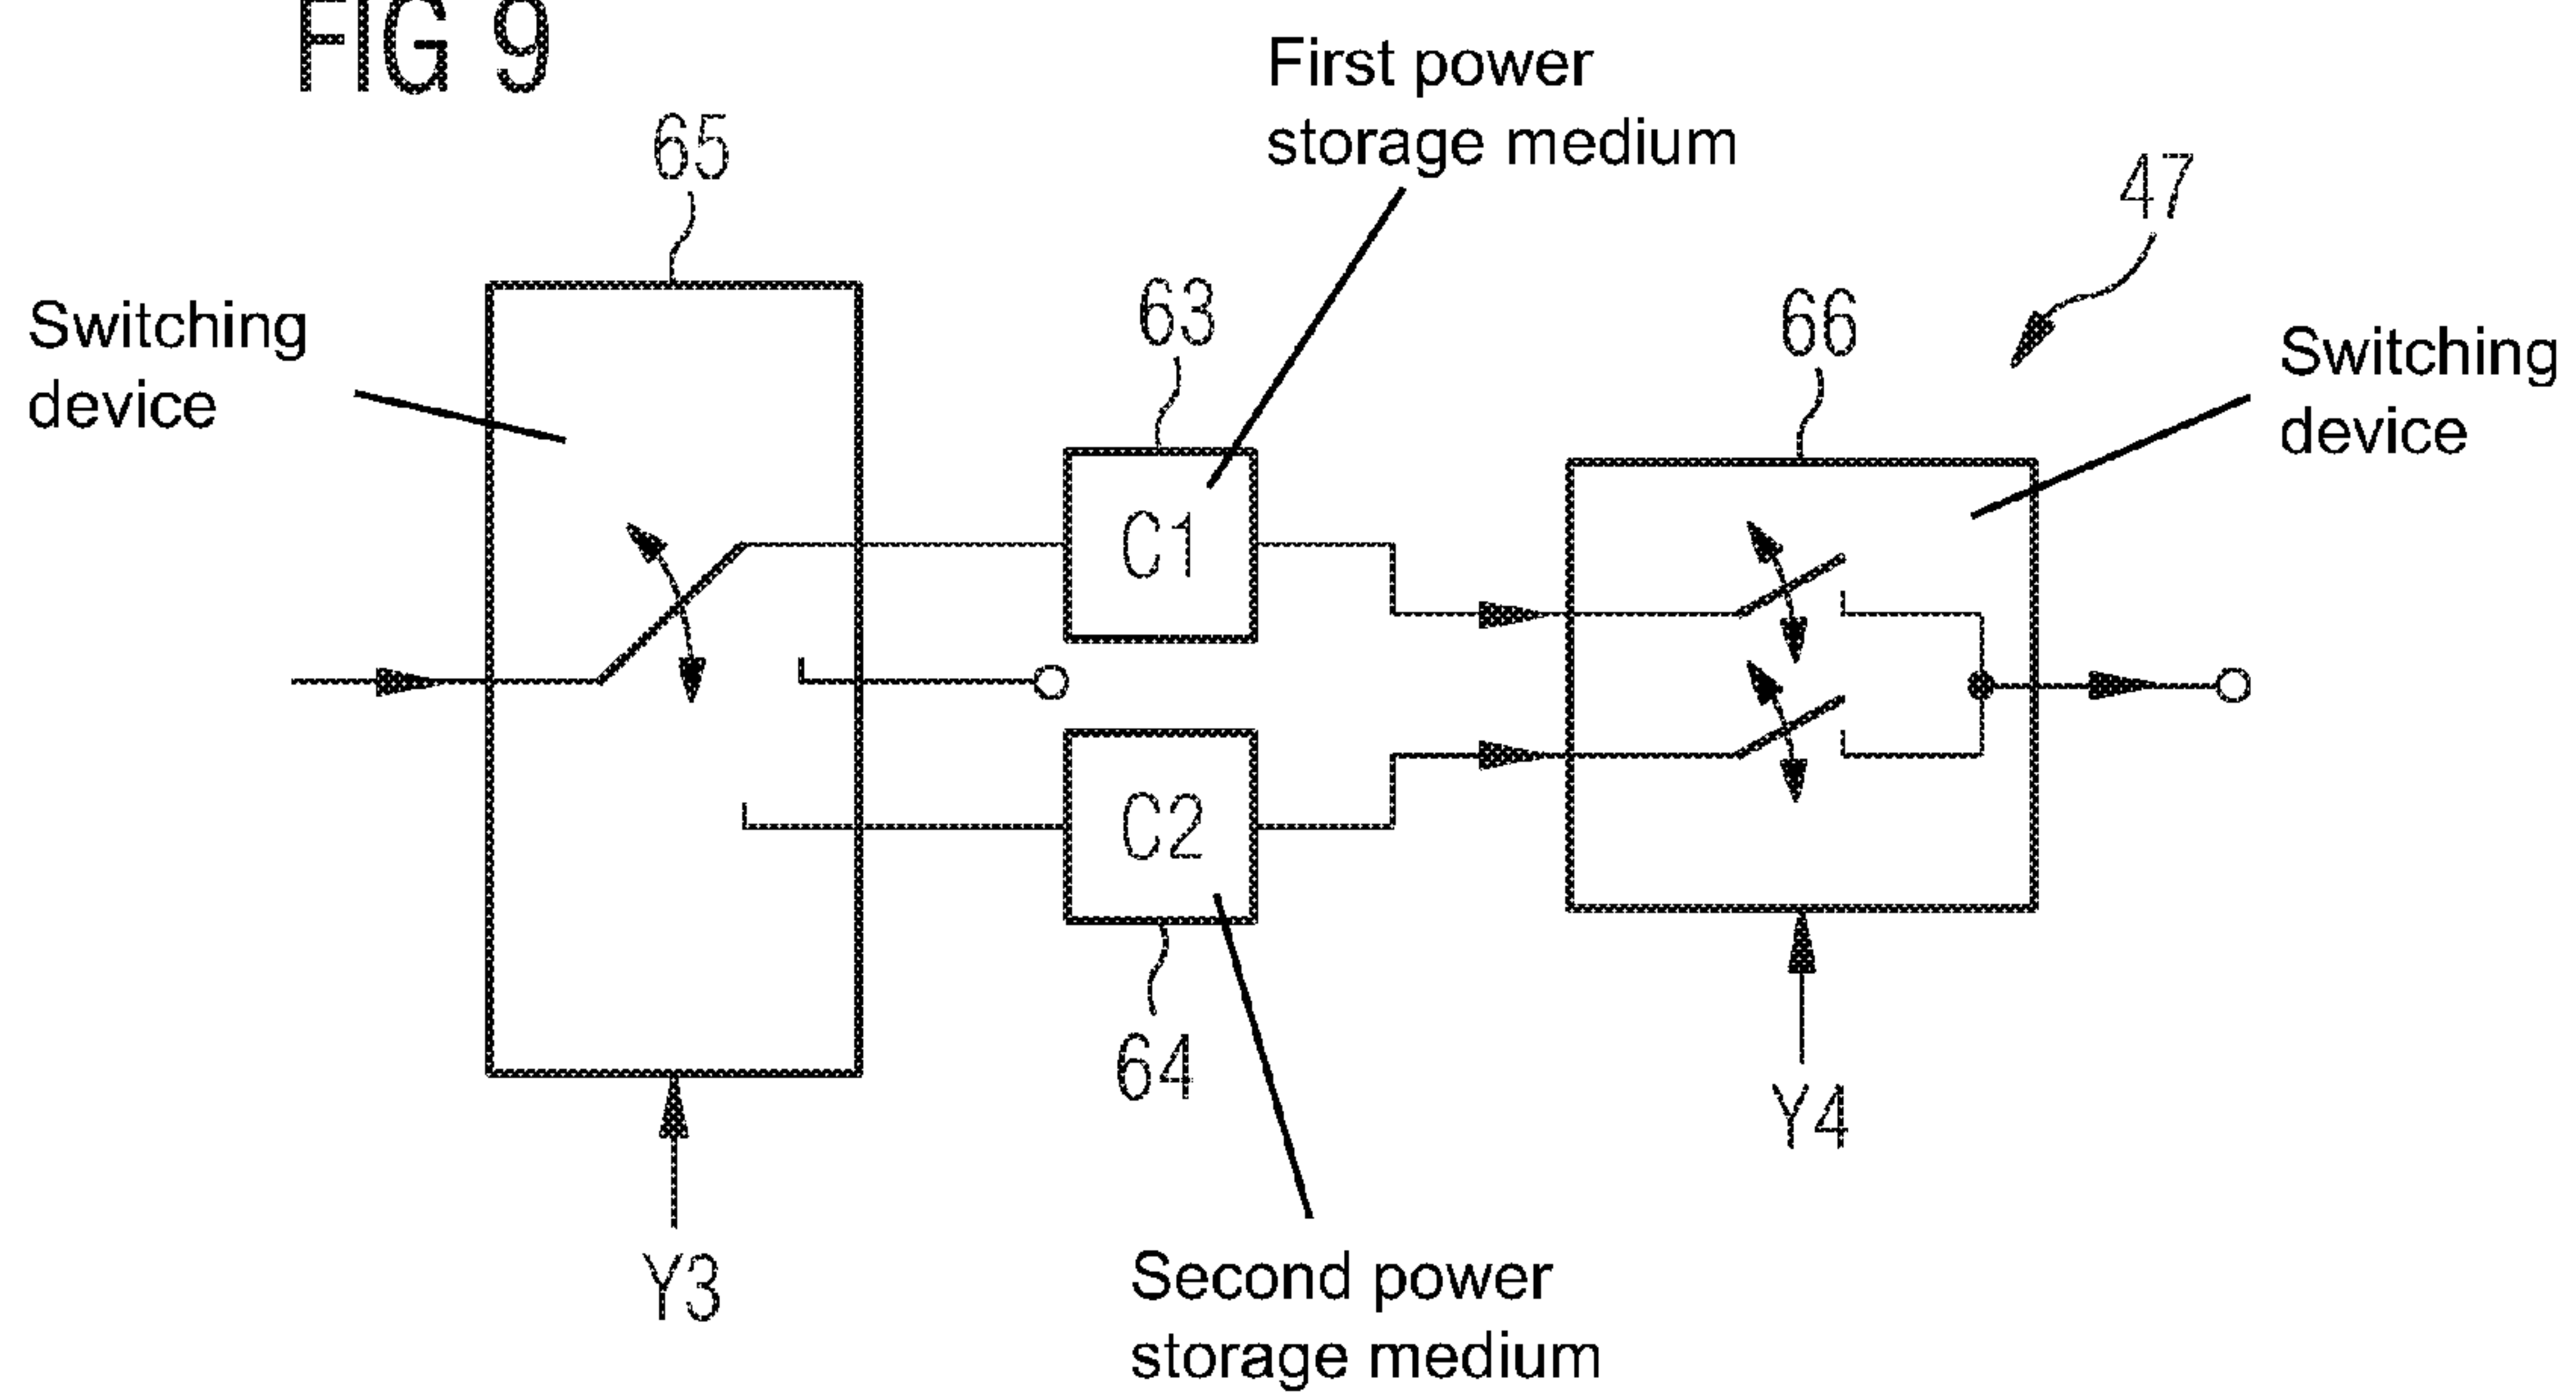 FIG 9
First power
storage medium
65
47
Switching
device
63
66
Switching
device
C1
C2
64
Y4
Y3
Second power
storage medium